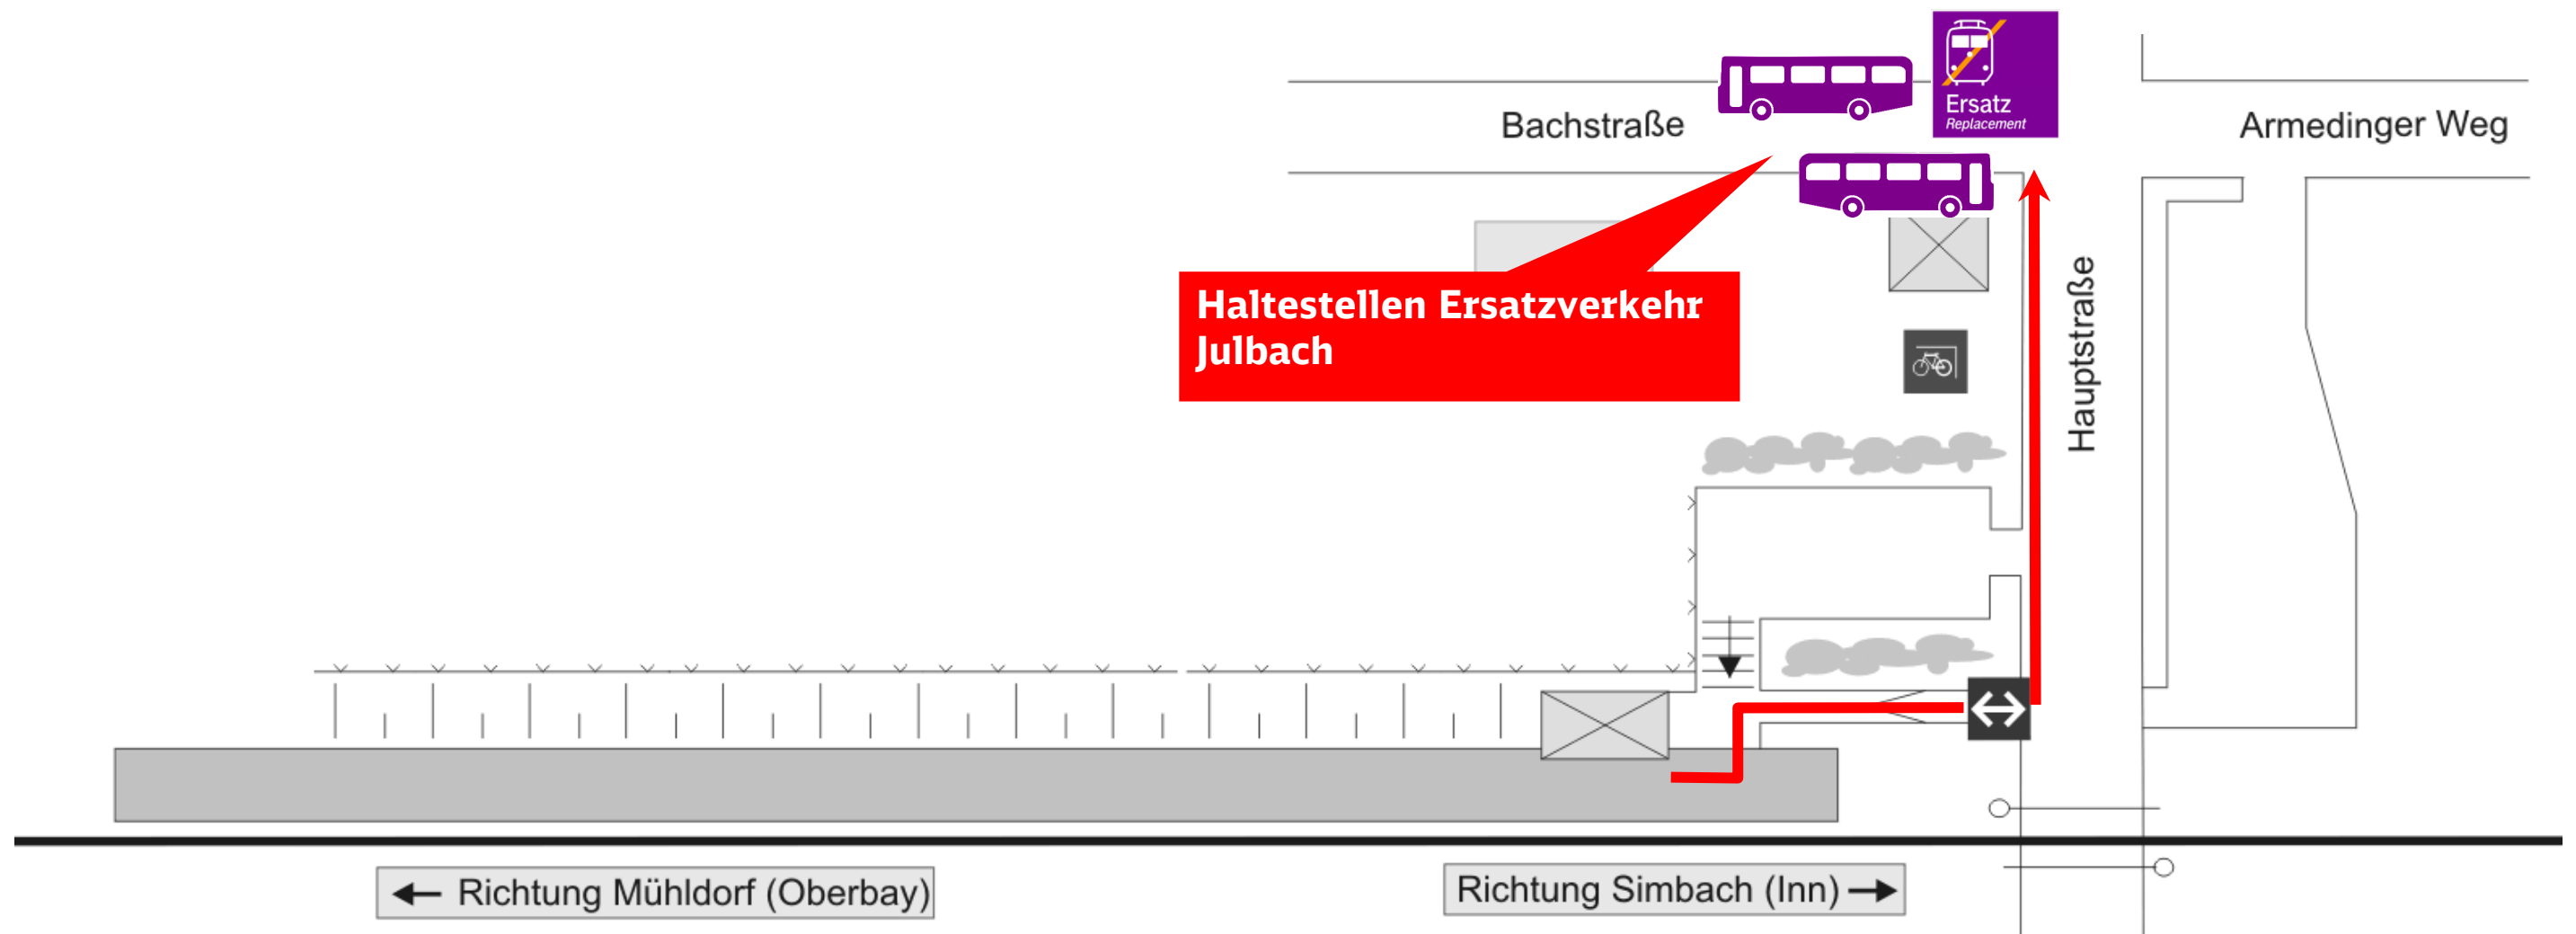 Ersatz
Replacement
Bachstraße
Armedinger Weg
Haltestellen Ersatzverkehr
Julbach
Hauptstraße
Richtung Mühldorf (Oberbay)
Richtung Simbach (Inn)